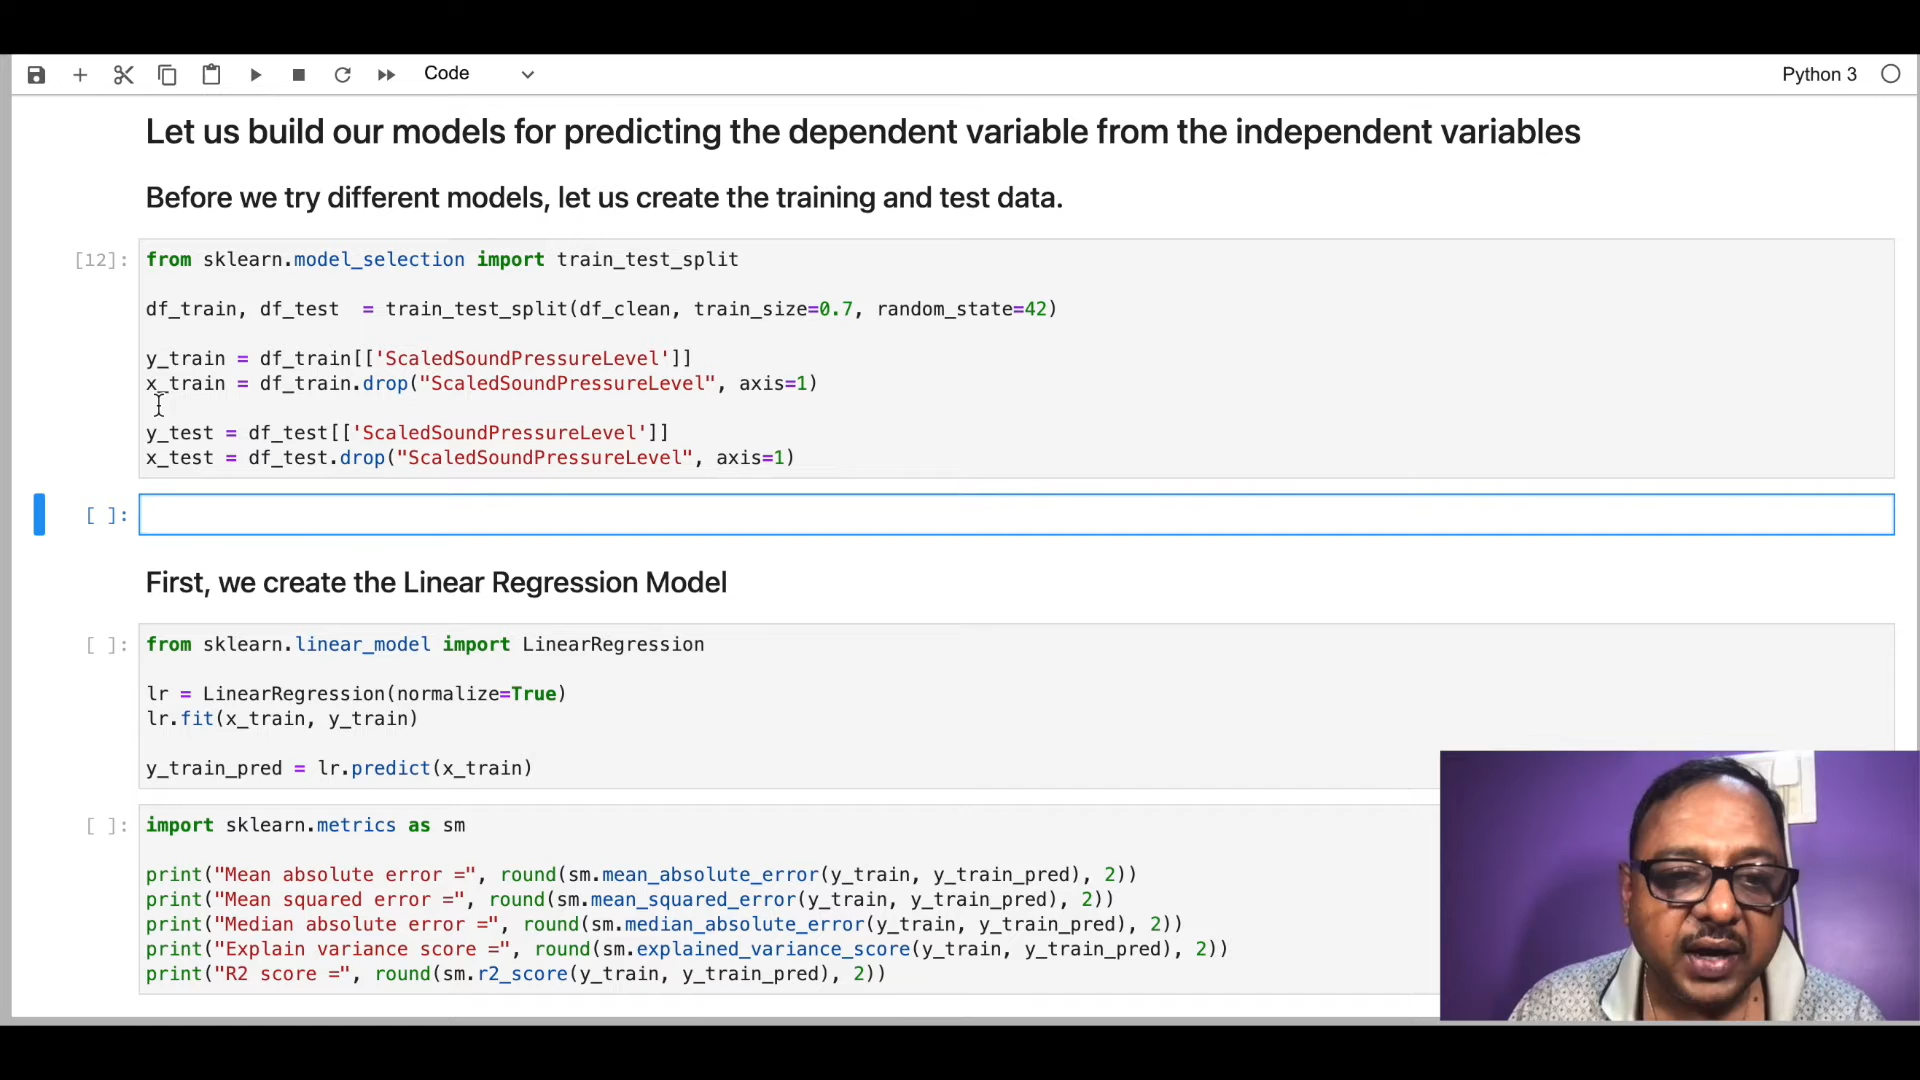 Code
Python 3
Let us build our models for predicting the dependent variable from the independent variables
Before we try different models, let us create the training and test data.
[12]:
from sklearn.model_selection import train_test_split
df_train, df_test  = train_test_split(df_clean, train_size=0.7, random_state=42)
y_train = df_train[['ScaledSoundPressureLevel']]
x_train = df_train.drop("ScaledSoundPressureLevel", axis=1)
y_test = df_test[['ScaledSoundPressureLevel']]
x_test = df_test.drop("ScaledSoundPressureLevel", axis=1)
[ ]:
First, we create the Linear Regression Model
[ ]:
from sklearn.linear_model import LinearRegression
lr = LinearRegression(normalize=True)
lr.fit(x_train, y_train)
y_train_pred = lr.predict(x_train)
[ ]:
import sklearn.metrics as sm
print("Mean absolute error =", round(sm.mean_absolute_error(y_train, y_train_pred), 2))
print("Mean squared error =", round(sm.mean_squared_error(y_train, y_train_pred), 2))
print("Median absolute error =", round(sm.median_absolute_error(y_train, y_train_pred), 2))
print("Explain variance score =", round(sm.explained_variance_score(y_train, y_train_pred), 2))
print("R2 score =", round(sm.r2_score(y_train, y_train_pred), 2))